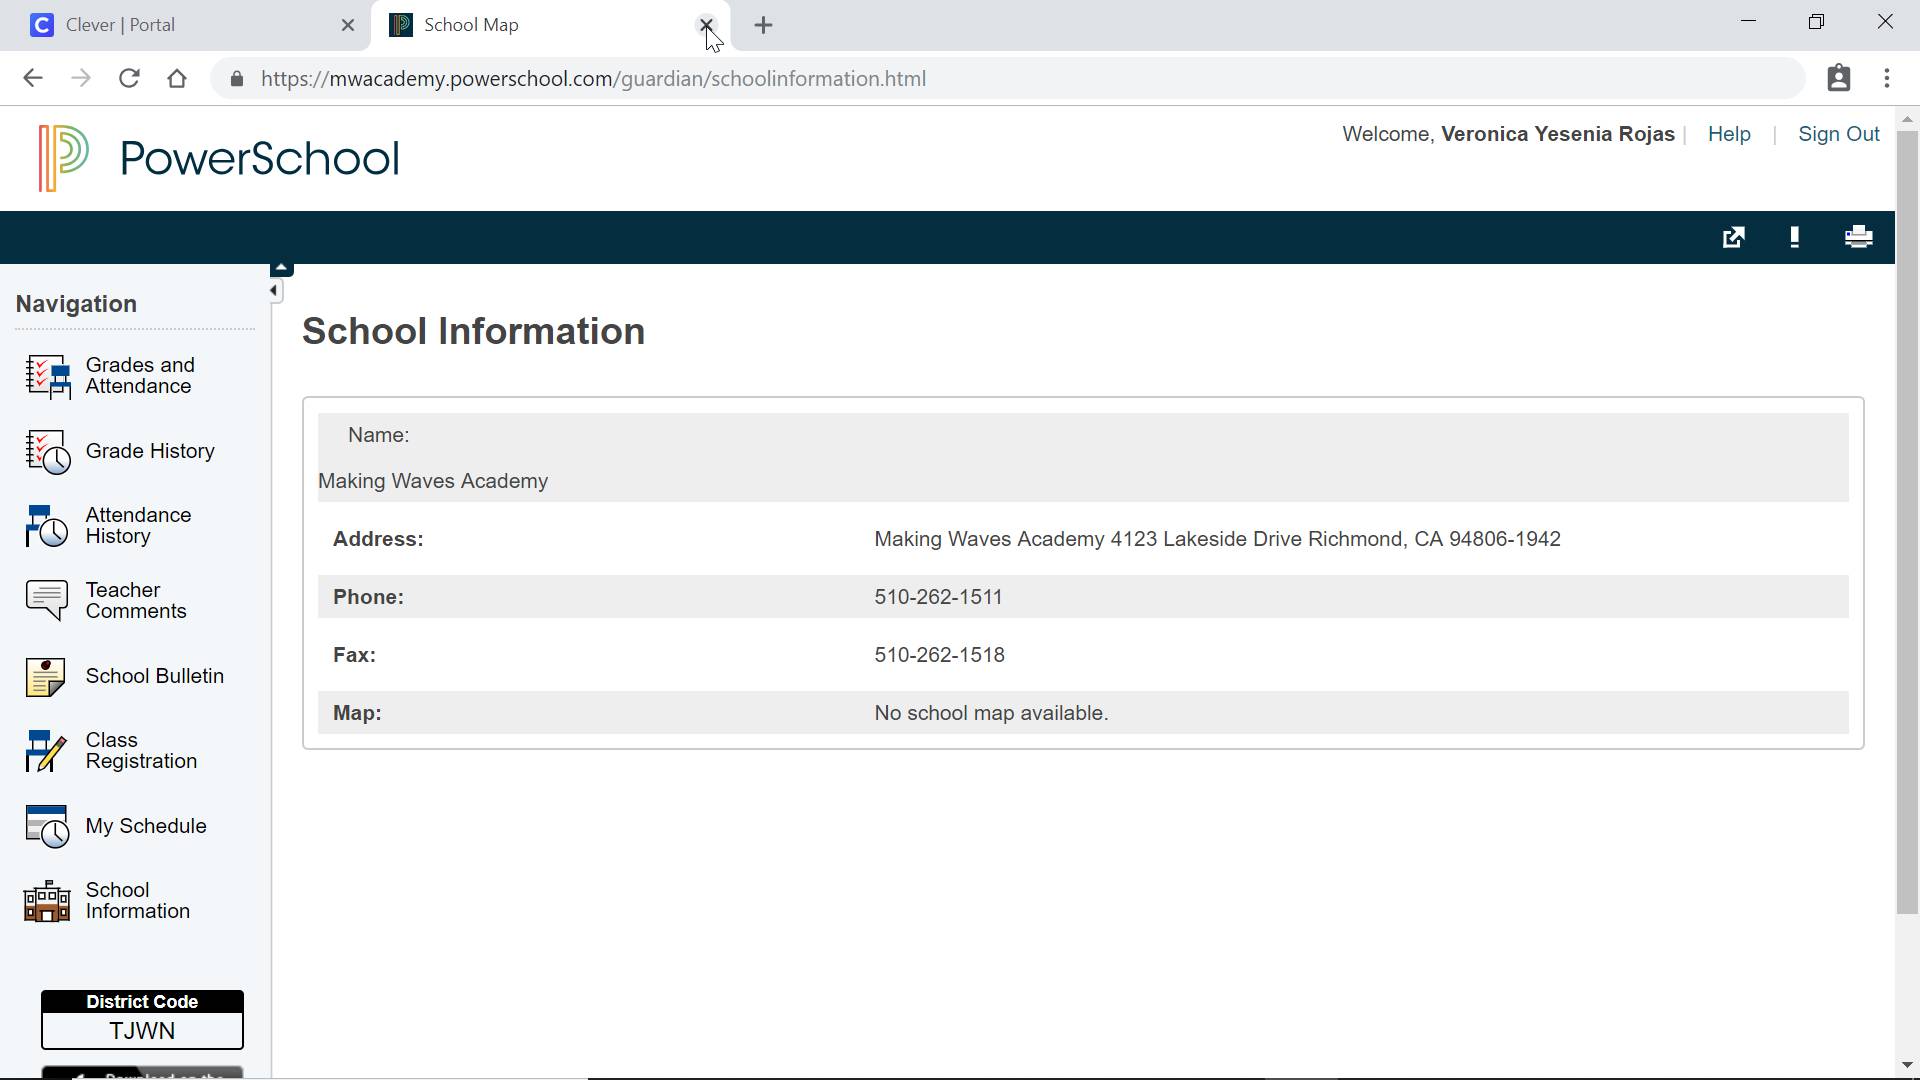 Clever | Portal
School Map
https://mwacademy.powerschool.com/guardian/schoolinformation.html
PowerSchool
Welcome, Veronica Yesenia Rojas | Help | Sign Out
Navigation
Grades and
Attendance
Grade History
Attendance
History
Teacher
Comments
School Bulletin
Class
Registration
My Schedule
School
Information
District Code
TJWN
School Information
Name:
Making Waves Academy
Address: Making Waves Academy 4123 Lakeside Drive Richmond, CA 94806-1942
Phone: 510-262-1511
Fax: 510-262-1518
Map: No school map available.